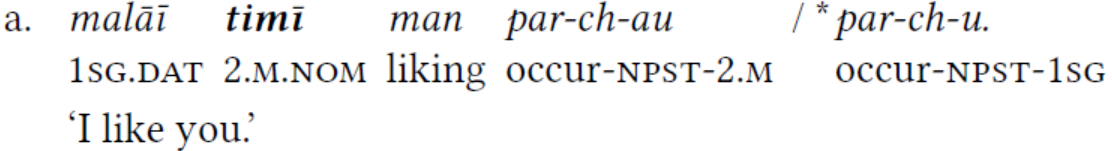 a. malāī timī man par-ch-au / *par-ch-u.
1SG.DAT 2.M.NOM liking occur-NPST-2.M occur-NPST-1SG
‘I like you.’